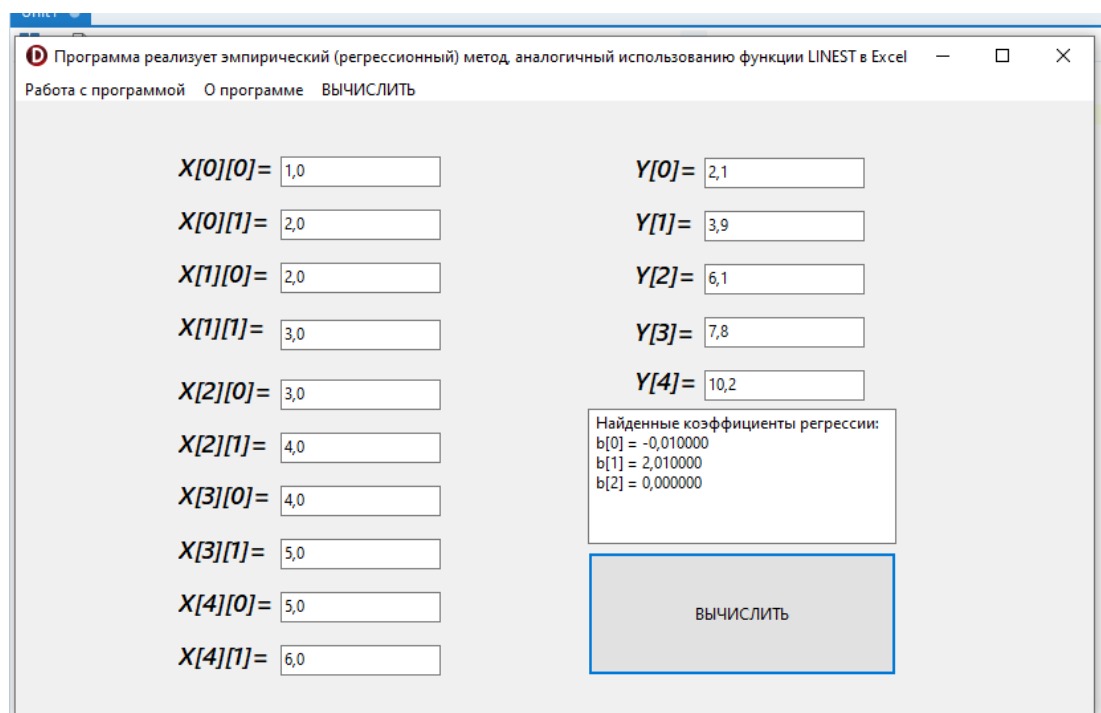 Программа реализует эмпирический (регрессионный) метод, аналогичный использованию функции LINEST в Excel
Работа с программой О программе ВЫЧИСЛИТЬ
X[0][0]= 1,0
X[0][1]= 2,0
X[1][0]= 2,0
X[1][1]= 3,0
X[2][0]= 3,0
X[2][1]= 4,0
X[3][0]= 4,0
X[3][1]= 5,0
X[4][0]= 5,0
X[4][1]= 6,0
Y[0]= 2,1
Y[1]= 3,9
Y[2]= 6,1
Y[3]= 7,8
Y[4]= 10,2
Найденные коэффициенты регрессии:
b[0] = -0,010000
b[1] = 2,010000
b[2] = 0,000000
ВЫЧИСЛИТЬ